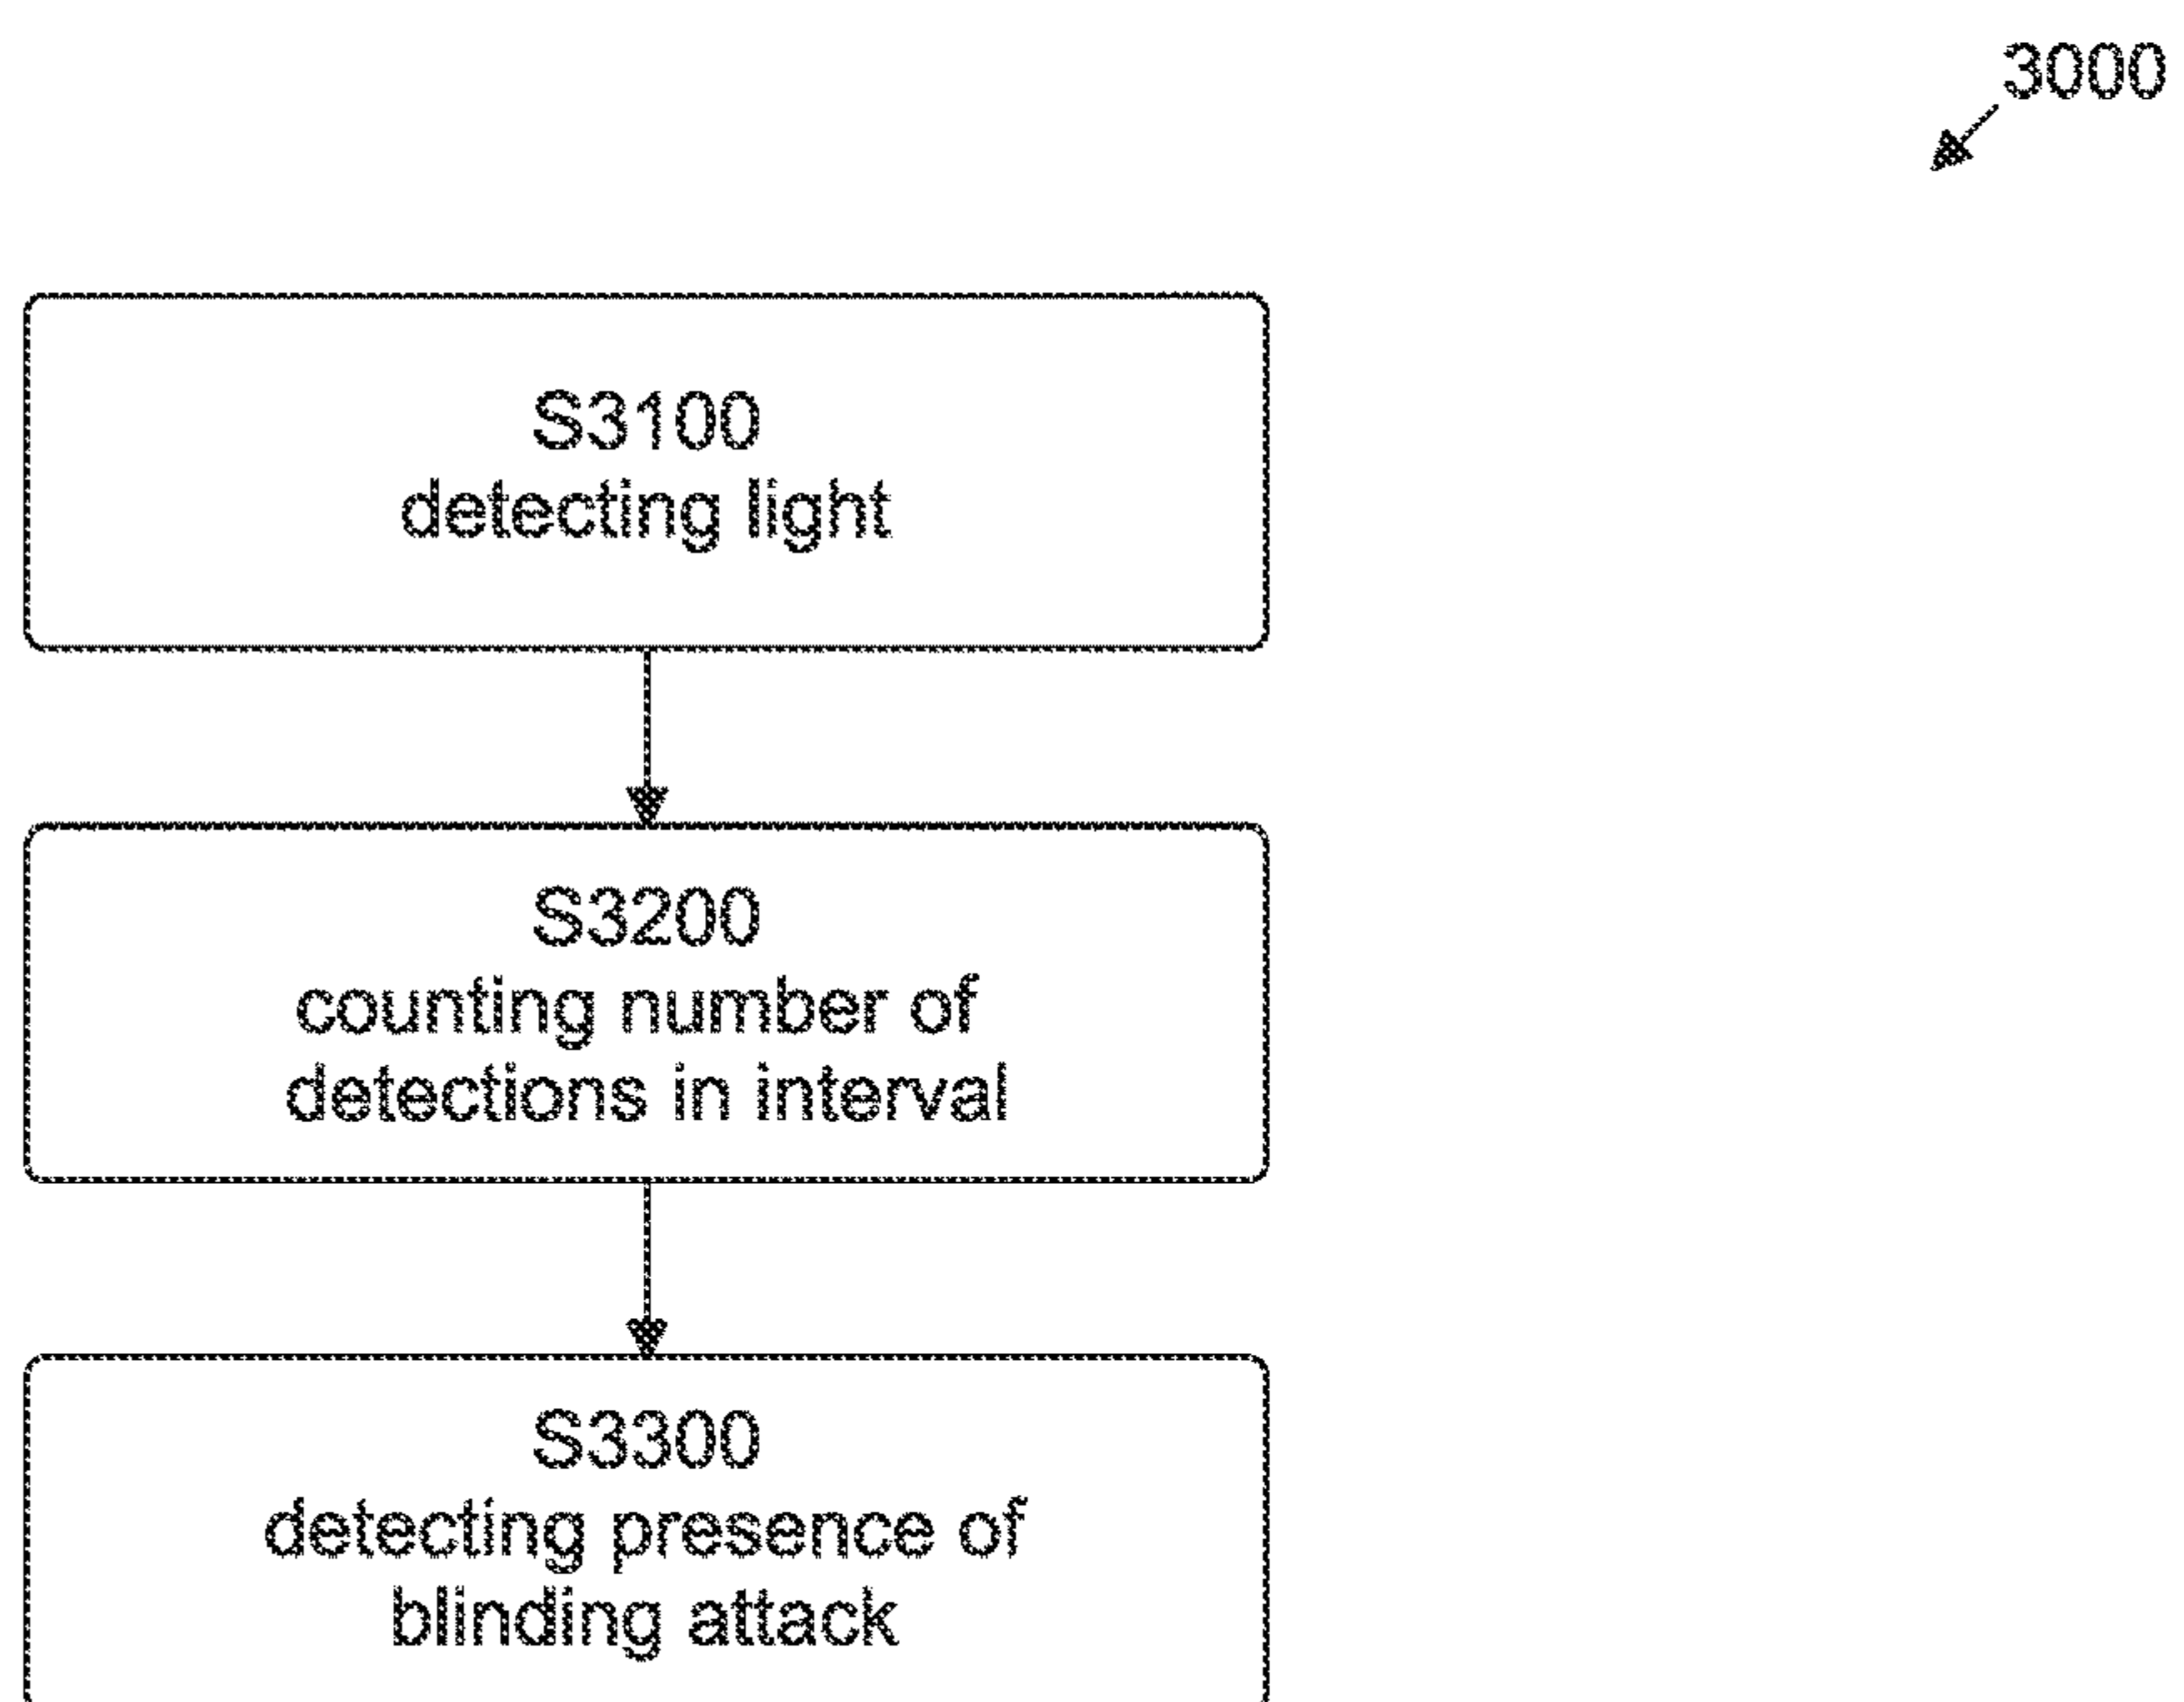 3000
S3100
detecting light
S3200
counting number of
detections in interval
S3300
detecting presence of
blinding attack